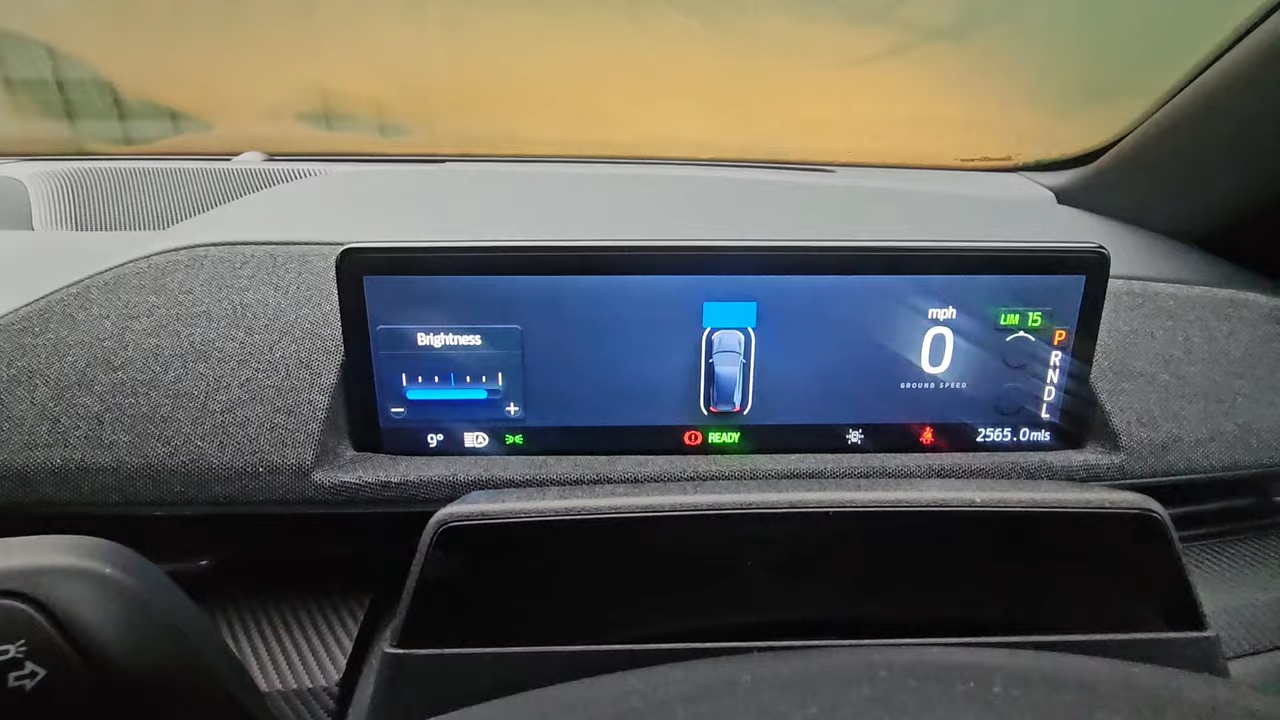 Brightness
mph
0
GROUND SPEED
LIM 15
P
R
N
D
L
9°
A
READY
2565.0mls